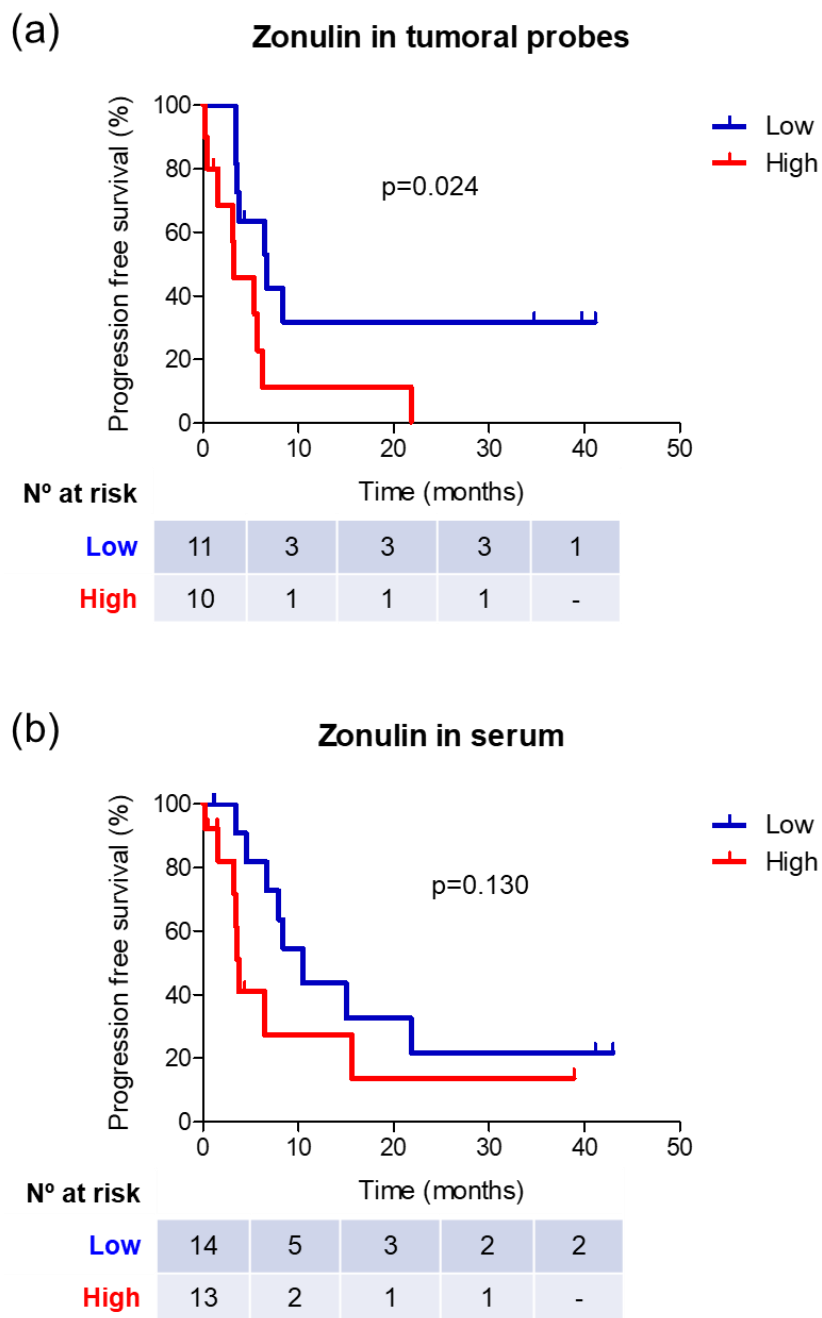 (a)
Zonulin in tumoral probes
Progression free survival (%)
100
80
60
40
20
0
p=0.024
Low
High
0 10 20 30 40 50
Time (months)
Nº at risk
Low 11 3 3 3 1
High 10 1 1 1 -
(b)
Zonulin in serum
Progression free survival (%)
100
80
60
40
20
0
p=0.130
Low
High
0 10 20 30 40 50
Time (months)
Nº at risk
Low 14 5 3 2 2
High 13 2 1 1 -